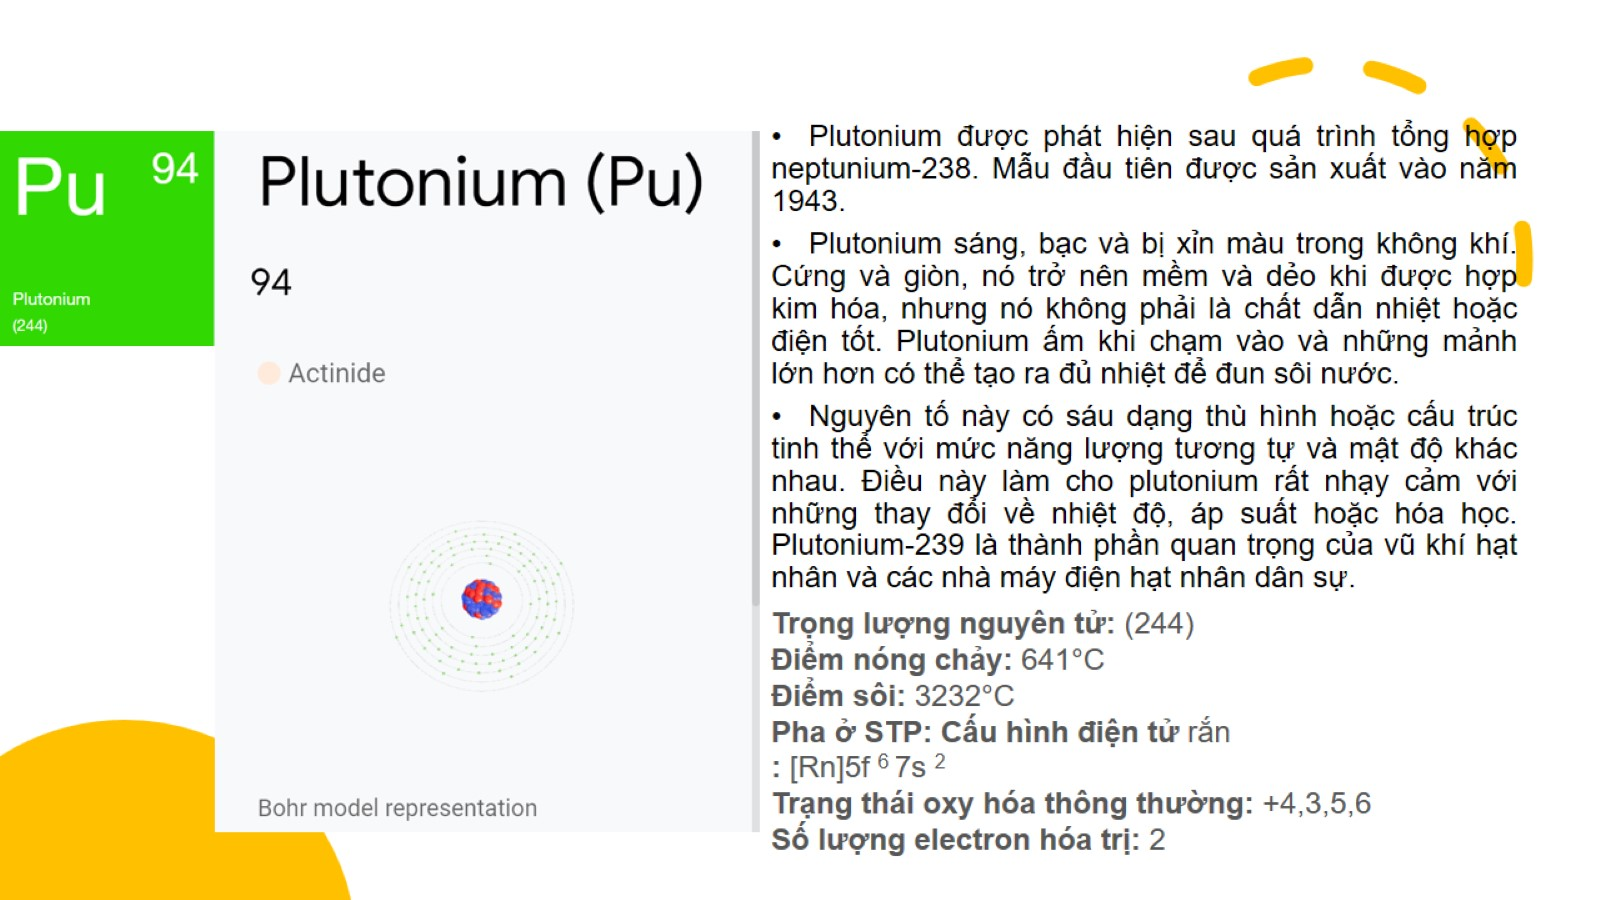 Pu 94
Plutonium
(244)
Plutonium (Pu)
94
Actinide
Bohr model representation
• Plutonium được phát hiện sau quá trình tổng hợp
neptunium-238. Mẫu đầu tiên được sản xuất vào năm
1943.
• Plutonium sáng, bạc và bị xỉn màu trong không khí.
Cứng và giòn, nó trở nên mềm và dẻo khi được hợp
kim hóa, nhưng nó không phải là chất dẫn nhiệt hoặc
điện tốt. Plutonium ấm khi chạm vào và những mảnh
lớn hơn có thể tạo ra đủ nhiệt để đun sôi nước.
• Nguyên tố này có sáu dạng thù hình hoặc cấu trúc
tinh thể với mức năng lượng tương tự và mật độ khác
nhau. Điều này làm cho plutonium rất nhạy cảm với
những thay đổi về nhiệt độ, áp suất hoặc hóa học.
Plutonium-239 là thành phần quan trọng của vũ khí hạt
nhân và các nhà máy điện hạt nhân dân sự.
Trọng lượng nguyên tử: (244)
Điểm nóng chảy: 641°C
Điểm sôi: 3232°C
Pha ở STP: Cấu hình điện tử rắn
: [Rn]5f ⁶ 7s ²
Trạng thái oxy hóa thông thường: +4,3,5,6
Số lượng electron hóa trị: 2